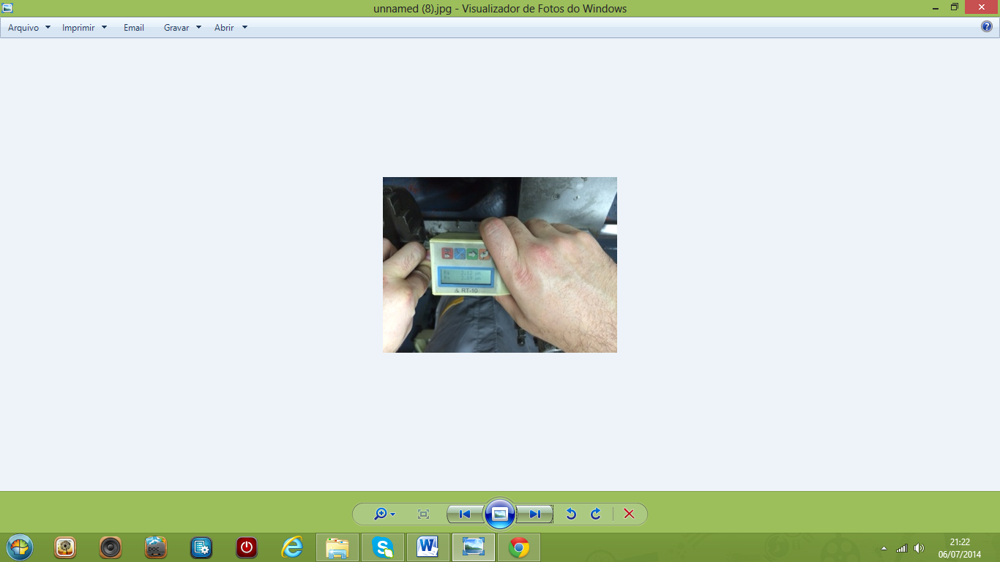 unnamed (8).jpg - Visualizador de Fotos do Windows
Arquivo Imprimir Email Gravar Abrir
RT-10
DOC
21:22
06/07/2014